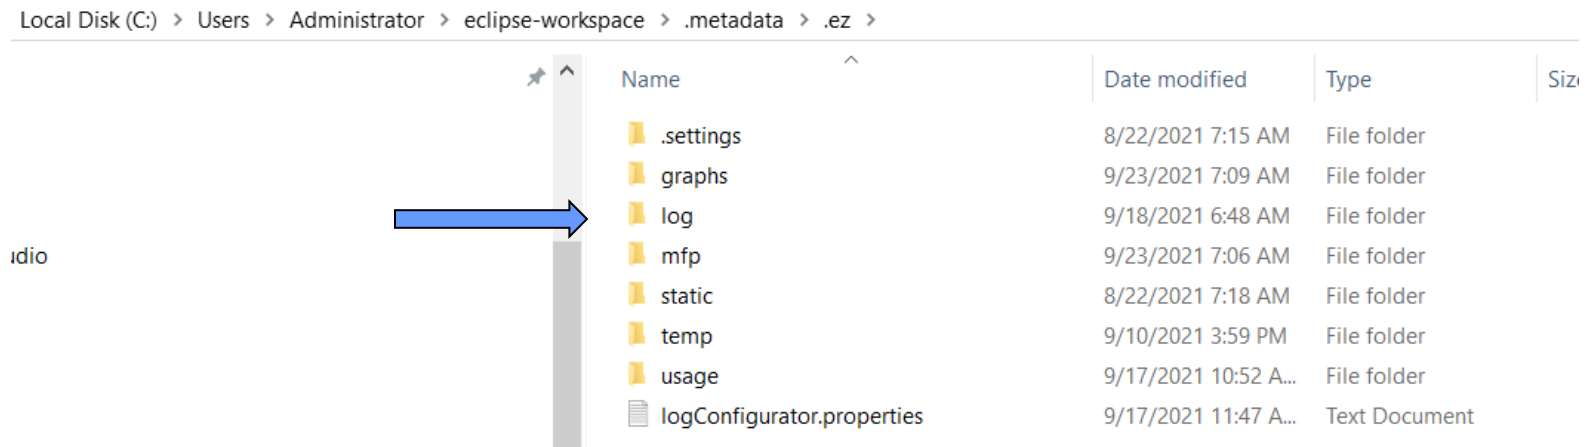 Local Disk (C:) > Users > Administrator > eclipse-workspace > .metadata > .ez >
Name Date modified Type
.settings 8/22/2021 7:15 AM File folder
graphs 9/23/2021 7:09 AM File folder
log 9/18/2021 6:48 AM File folder
mfp 9/23/2021 7:06 AM File folder
udio
static 8/22/2021 7:18 AM File folder
temp 9/10/2021 3:59 PM File folder
usage 9/17/2021 10:52 A... File folder
logConfigurator.properties 9/17/2021 11:47 A... Text Document